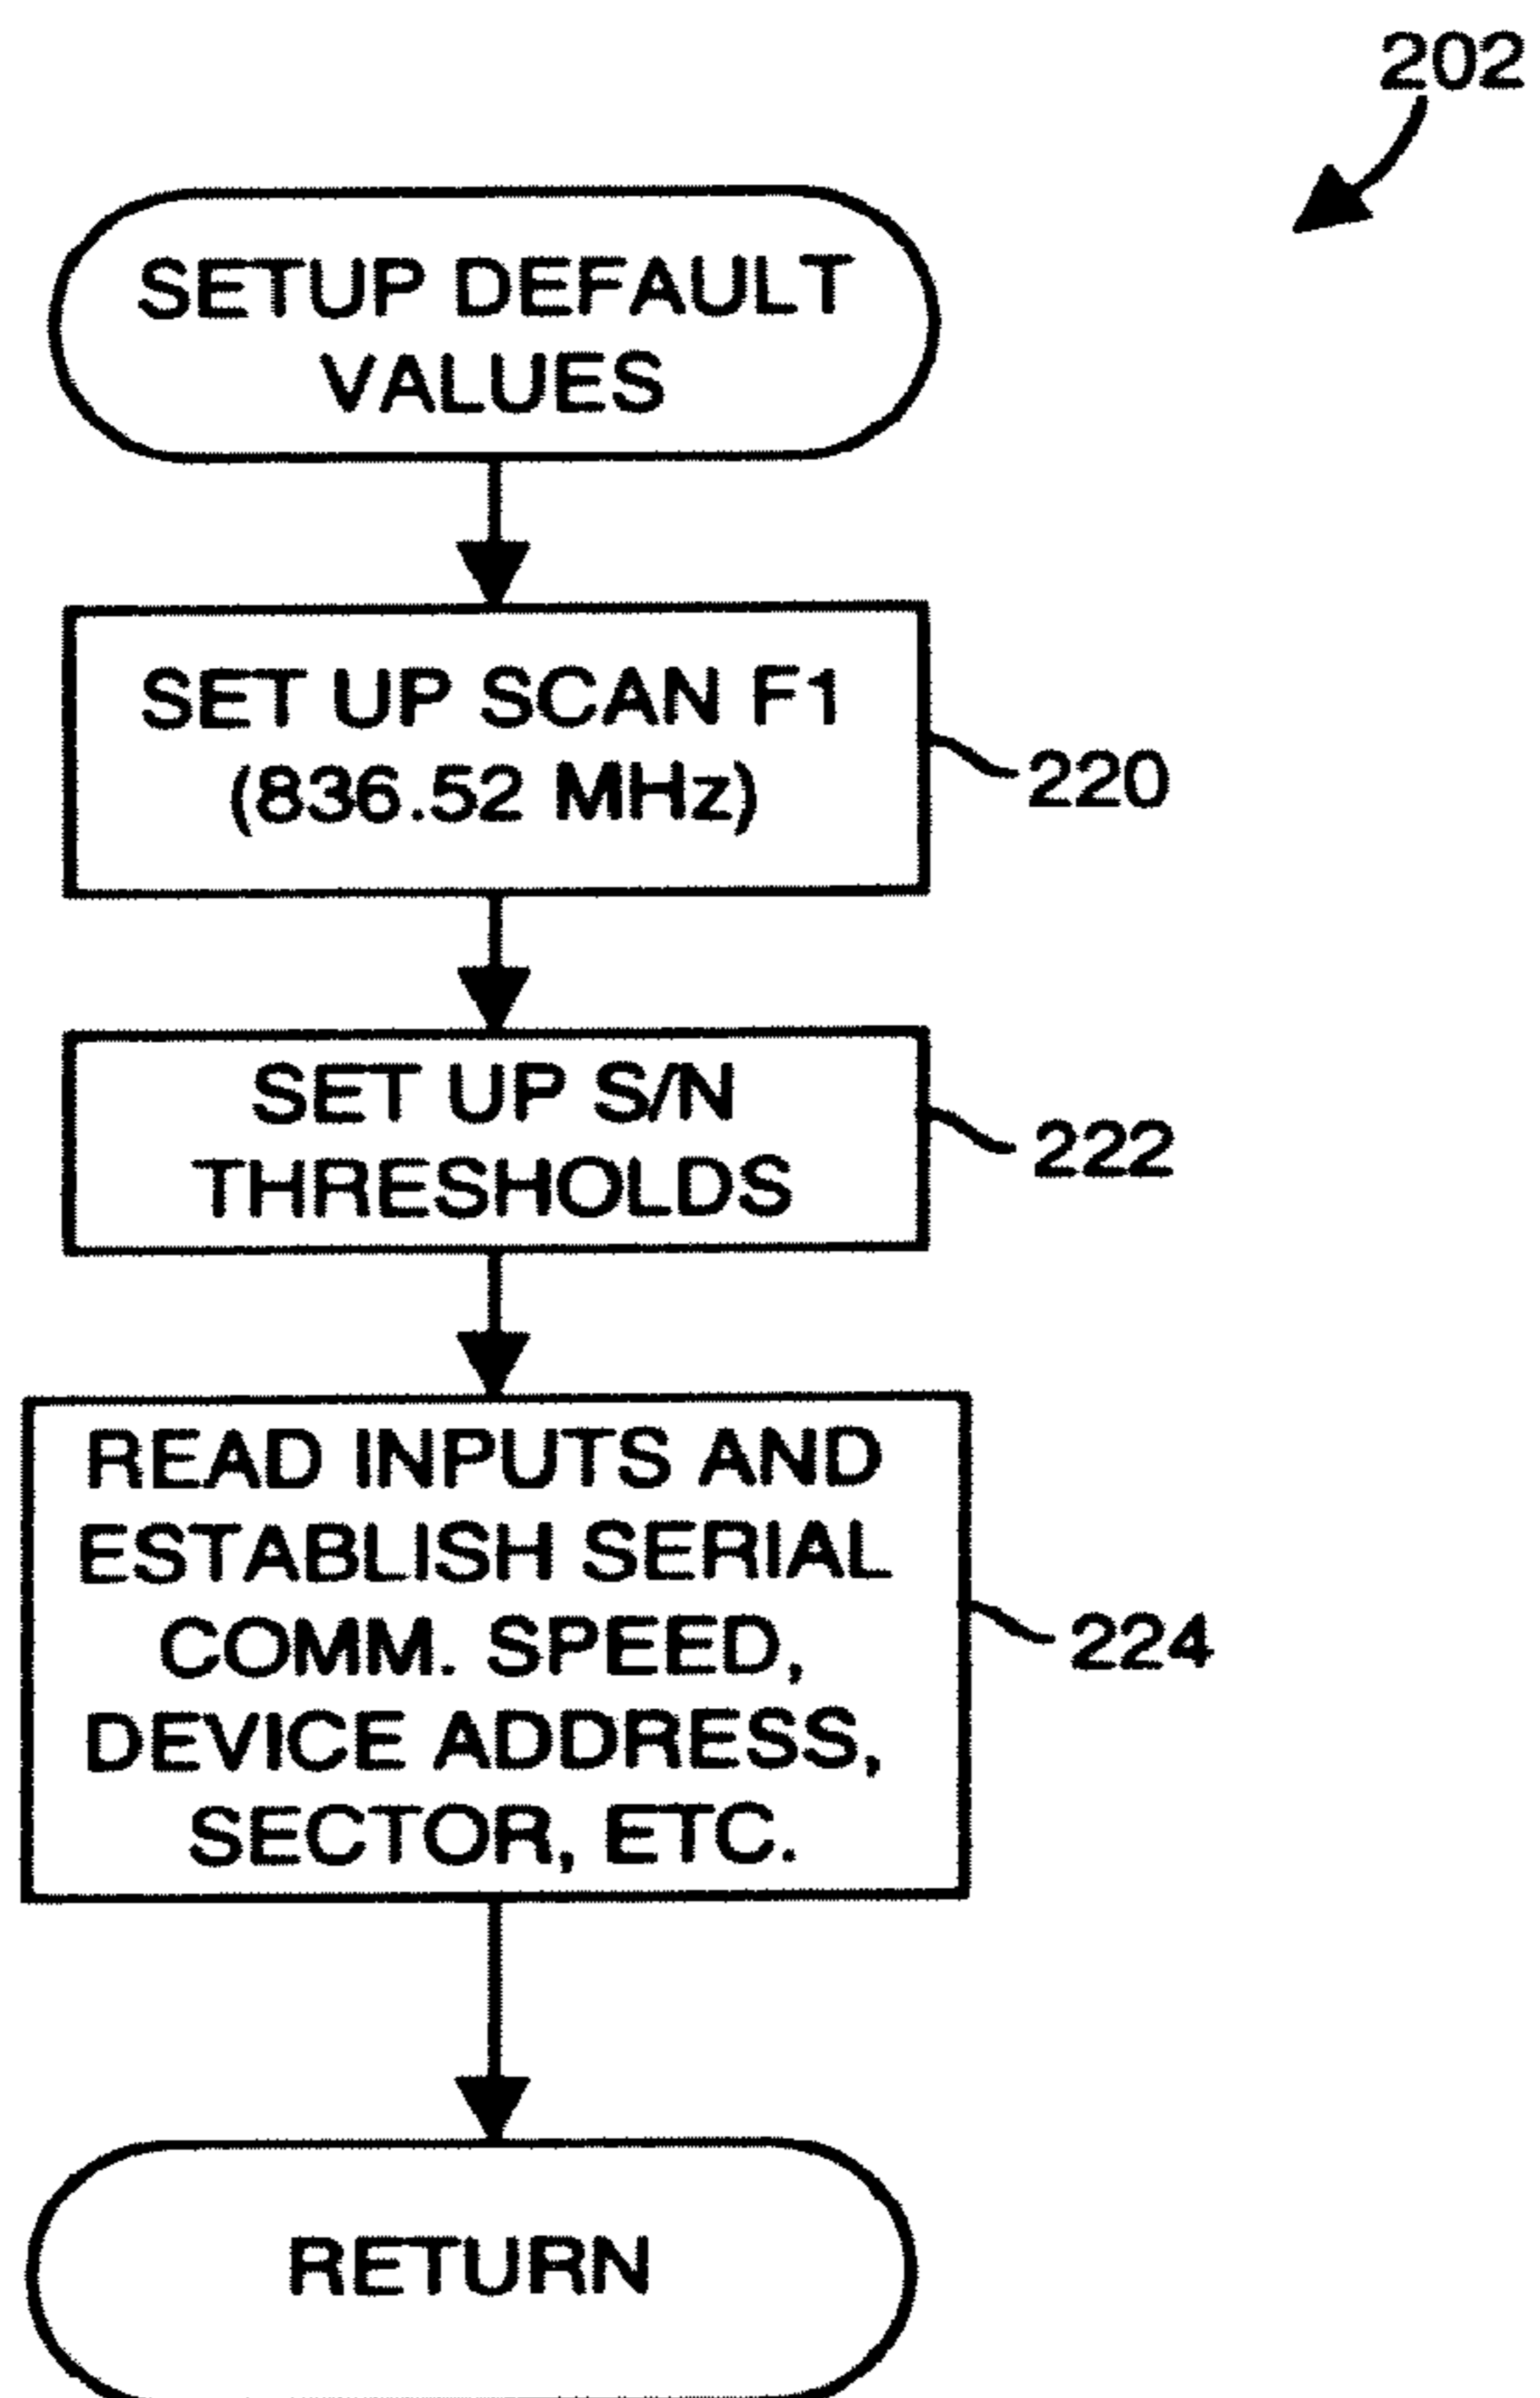 202
SETUP DEFAULT
VALUES
SET UP SCAN F1
(836.52 MHz)
220
SET UP S/N
THRESHOLDS
222
READ INPUTS AND
ESTABLISH SERIAL
COMM. SPEED,
DEVICE ADDRESS,
SECTOR, ETC.
224
RETURN